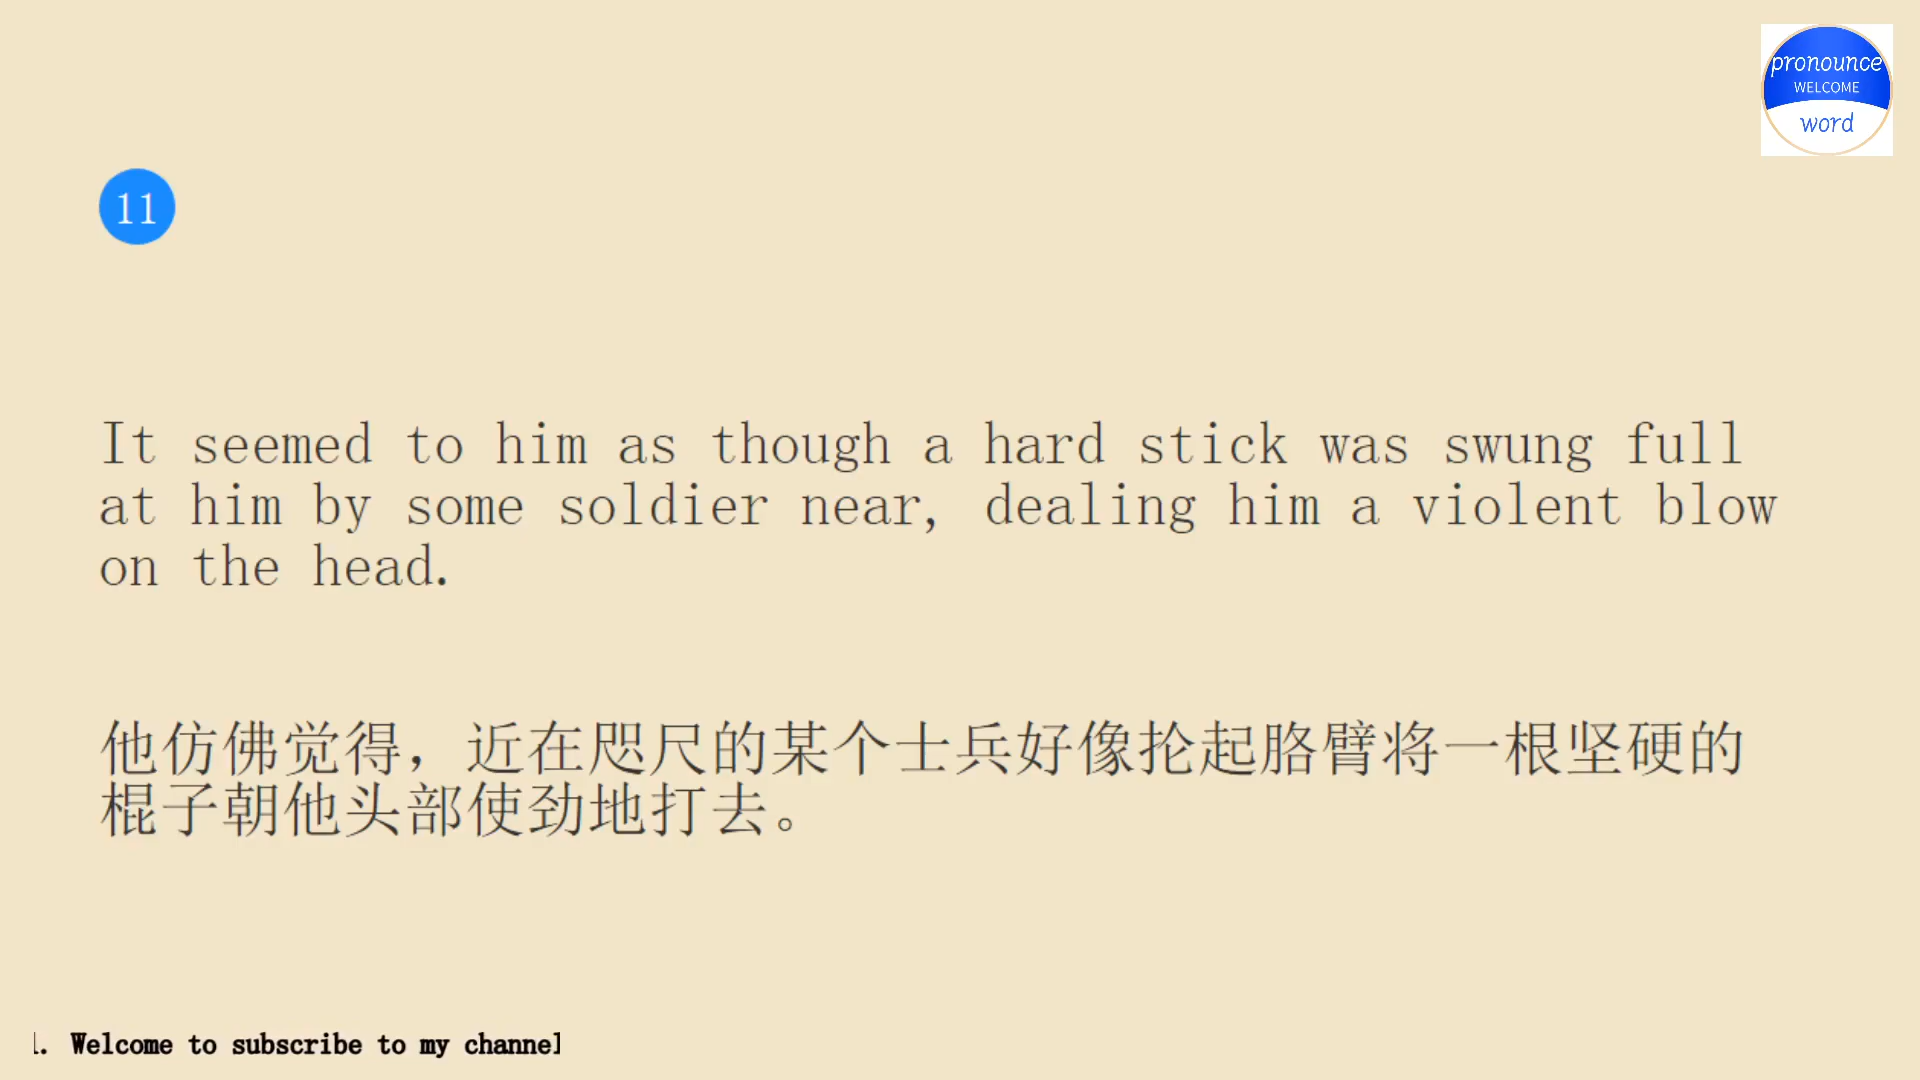 pronounce
WELCOME
word
11
It seemed to him as though a hard stick was swung full
at him by some soldier near, dealing him a violent blow
on the head.
他仿佛觉得，近在咫尺的某个士兵好像抡起胳臂将一根坚硬的
棍子朝他头部使劲地打去。
l. Welcome to subscribe to my channel